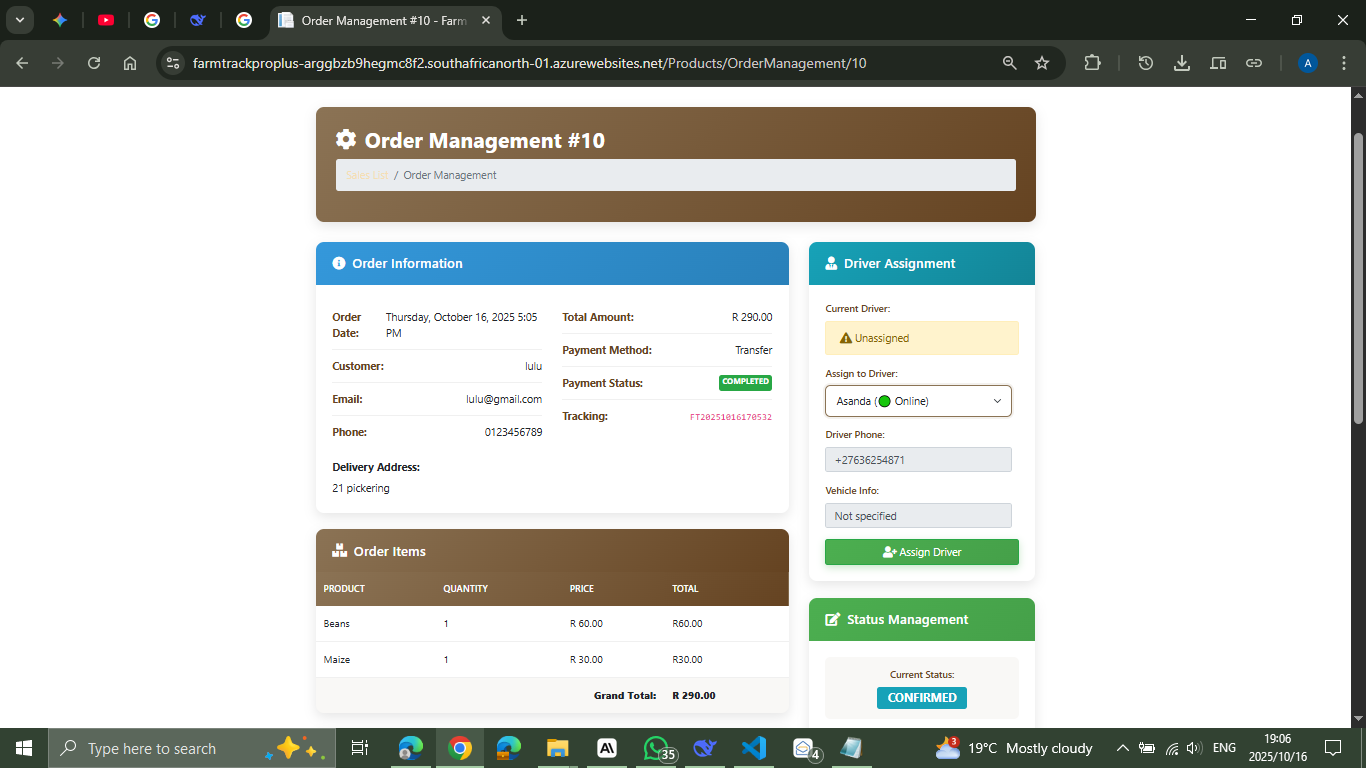 Order Management #10 - Farm
farmtrackproplus-arggbzb9hegmc8f2.southafricanorth-01.azurewebsites.net/Products/OrderManagement/10
A
Order Management #10
Sales List / Order Management
Order Information
Order Date: Thursday, October 16, 2025 5:05 PM
Customer: lulu
Email: lulu@gmail.com
Phone: 0123456789
Delivery Address:
21 pickering
Total Amount: R 290.00
Payment Method: Transfer
Payment Status: COMPLETED
Tracking: FT20251016170532
Order Items
PRODUCT QUANTITY PRICE TOTAL
Beans 1 R 60.00 R60.00
Maize 1 R 30.00 R30.00
Grand Total: R 290.00
Driver Assignment
Current Driver:
Unassigned
Assign to Driver:
Asanda (🟢 Online)
Driver Phone:
+27636254871
Vehicle Info:
Not specified
Assign Driver
Status Management
Current Status:
CONFIRMED
Type here to search
35
4
3
19°C Mostly cloudy
ENG
19:06
2025/10/16